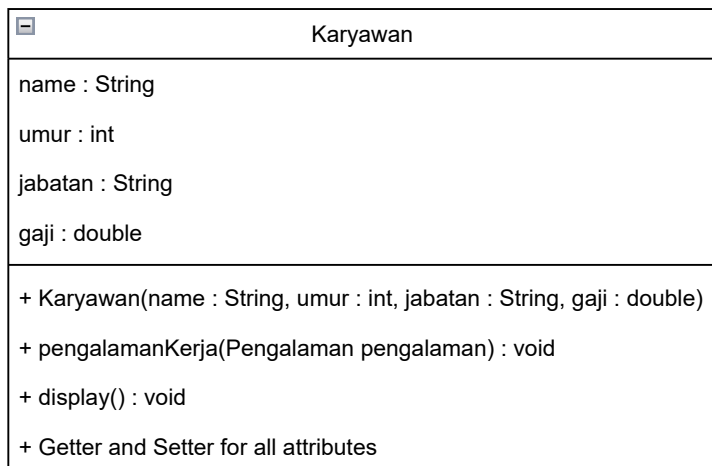 Karyawan
name : String
umur : int
jabatan : String
gaji : double
+ Karyawan(name : String, umur : int, jabatan : String, gaji : double)
+ pengalamanKerja(Pengalaman pengalaman) : void
+ display() : void
+ Getter and Setter for all attributes